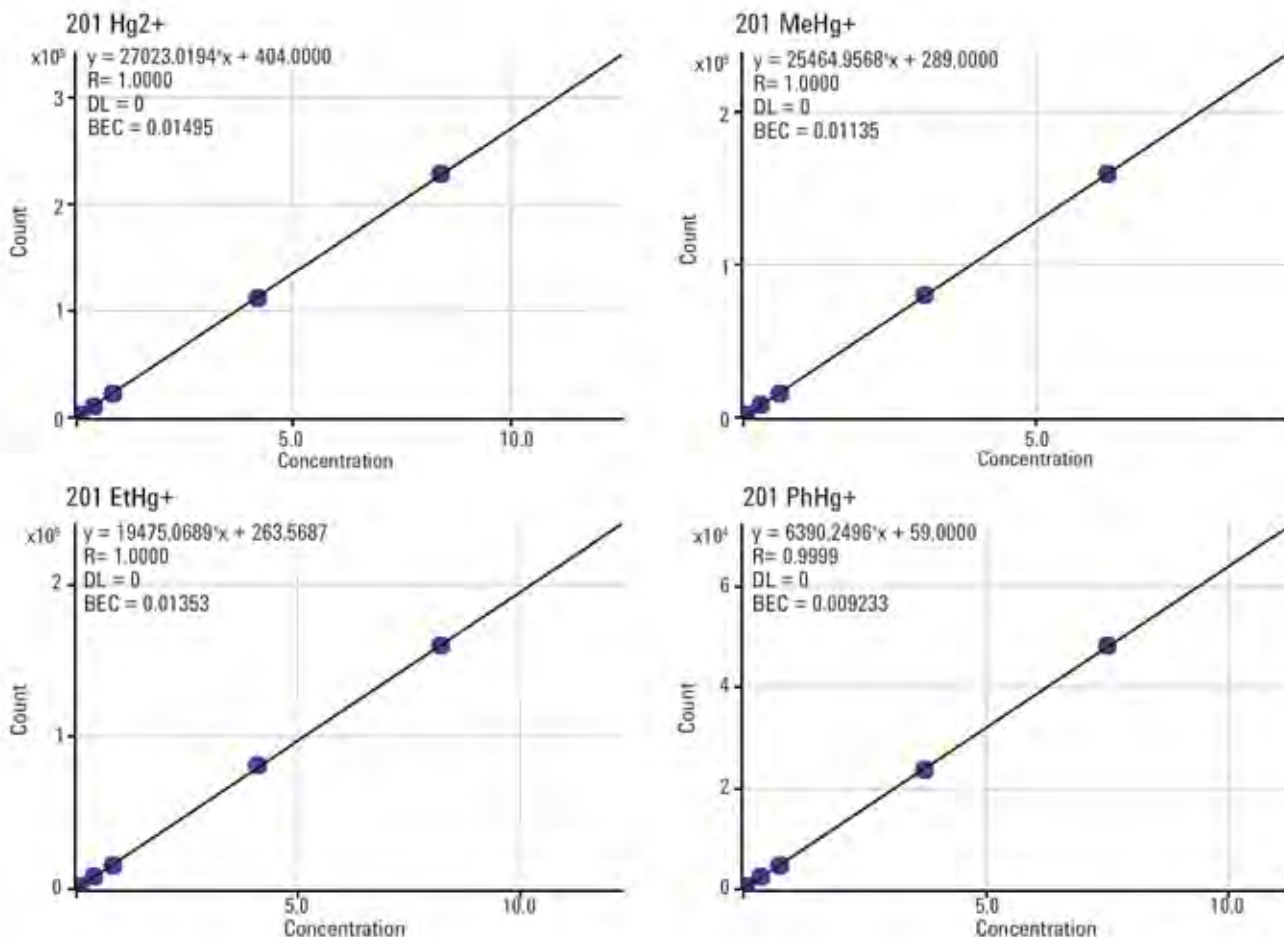 201 Hg2+
x10⁵
y = 27023.0194*x + 404.0000
R= 1.0000
DL = 0
BEC = 0.01495
3
2
1
0
Count
5.0
10.0
Concentration
201 MeHg+
x10⁵
y = 25464.9568*x + 289.0000
R= 1.0000
DL = 0
BEC = 0.01135
2
1
0
Count
5.0
Concentration
201 EtHg+
y = 19475.0689*x + 263.5687
R= 1.0000
DL = 0
BEC = 0.01353
2
1
0
Count
5.0
10.0
Concentration
201 PhHg+
x10⁴
y = 6390.2496*x + 59.0000
R= 0.9999
DL = 0
BEC = 0.009233
6
4
2
0
Count
5.0
10.0
Concentration